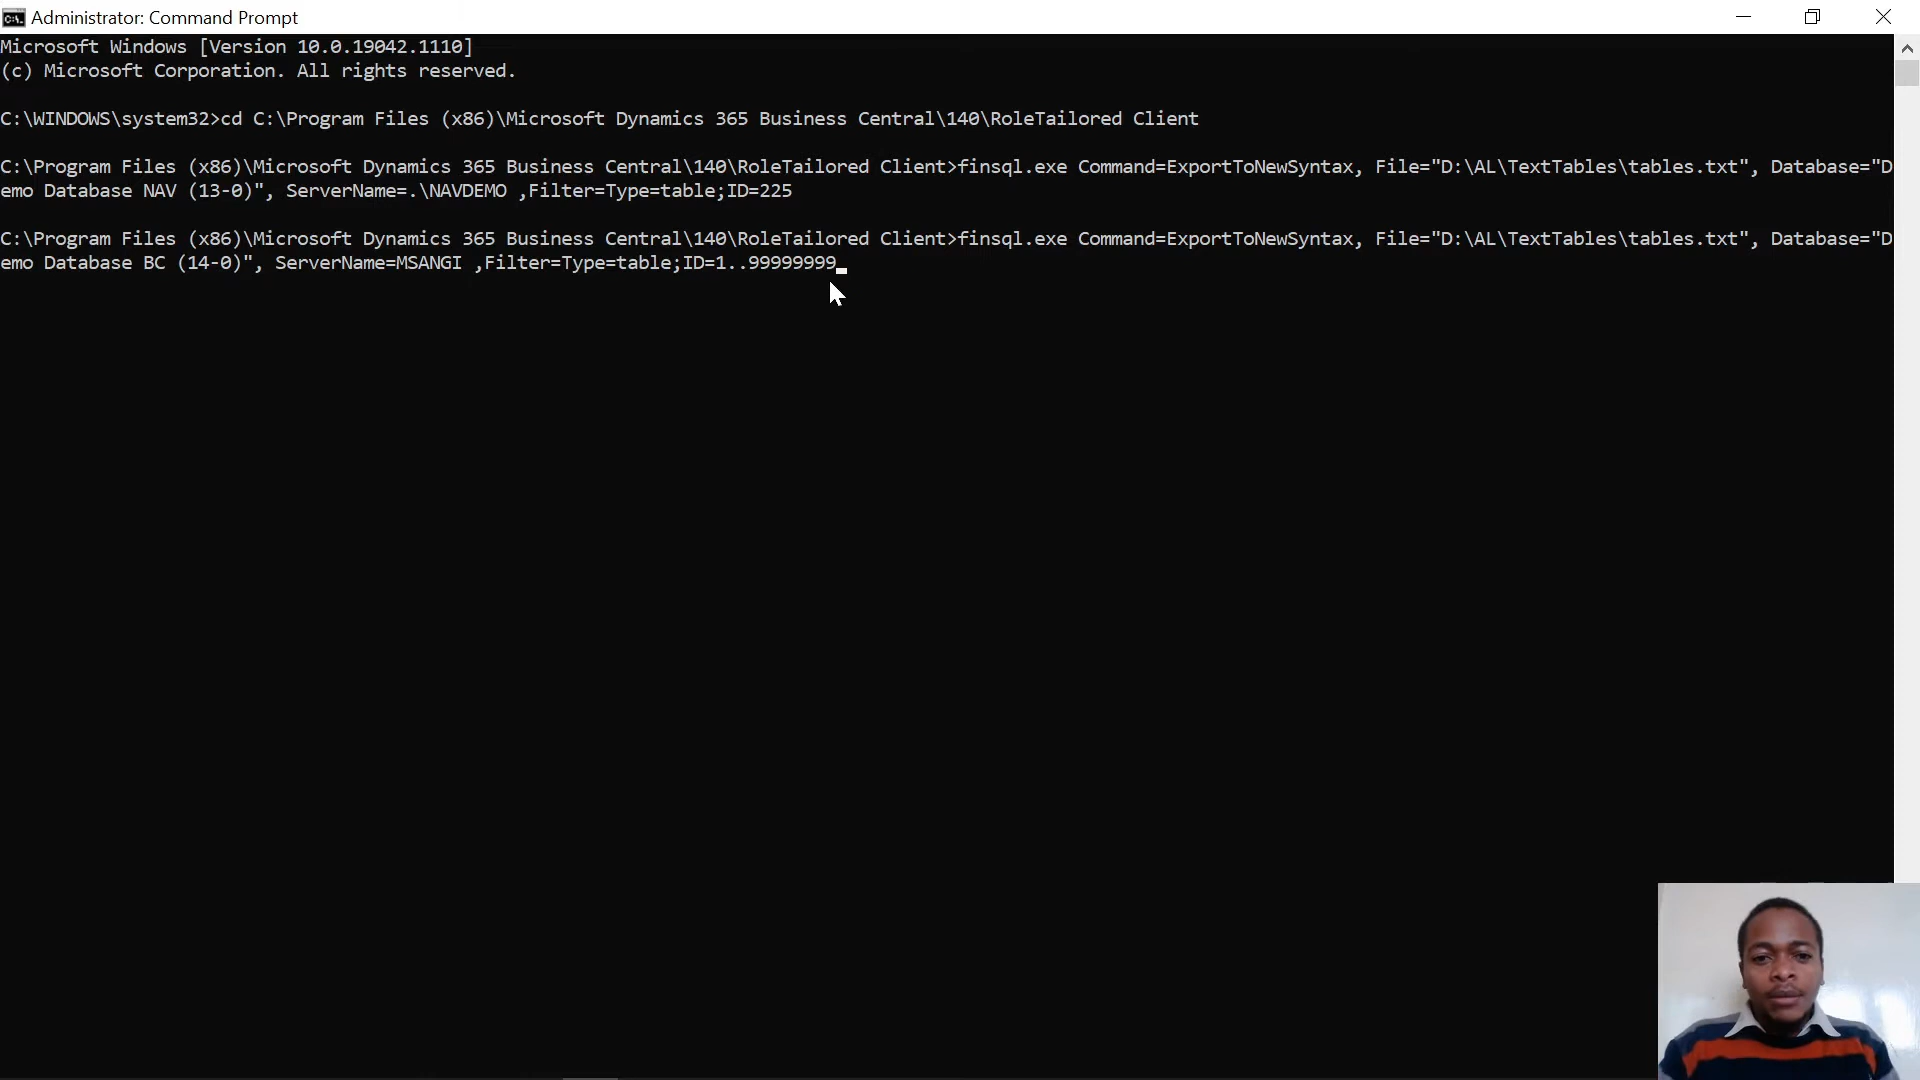 Administrator: Command Prompt
Microsoft Windows [Version 10.0.19042.1110]
(c) Microsoft Corporation. All rights reserved.
C:\WINDOWS\system32>cd C:\Program Files (x86)\Microsoft Dynamics 365 Business Central\140\RoleTailored Client
C:\Program Files (x86)\Microsoft Dynamics 365 Business Central\140\RoleTailored Client>finsql.exe Command=ExportToNewSyntax, File="D:\AL\TextTables\tables.txt", Database="D
emo Database NAV (13-0)", ServerName=.\NAVDEMO ,Filter=Type=table;ID=225
C:\Program Files (x86)\Microsoft Dynamics 365 Business Central\140\RoleTailored Client>finsql.exe Command=ExportToNewSyntax, File="D:\AL\TextTables\tables.txt", Database="D
emo Database BC (14-0)", ServerName=MSANGI ,Filter=Type=table;ID=1..99999999